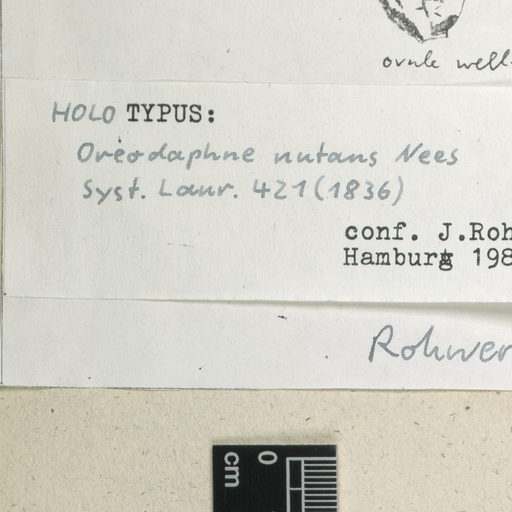 ovule well
HOLO TYPUS:
Oreodaphne nutans Nees
Syst. Laur. 421 (1836)
conf. J.Roh
Hamburg 198
Rohwer
0
cm